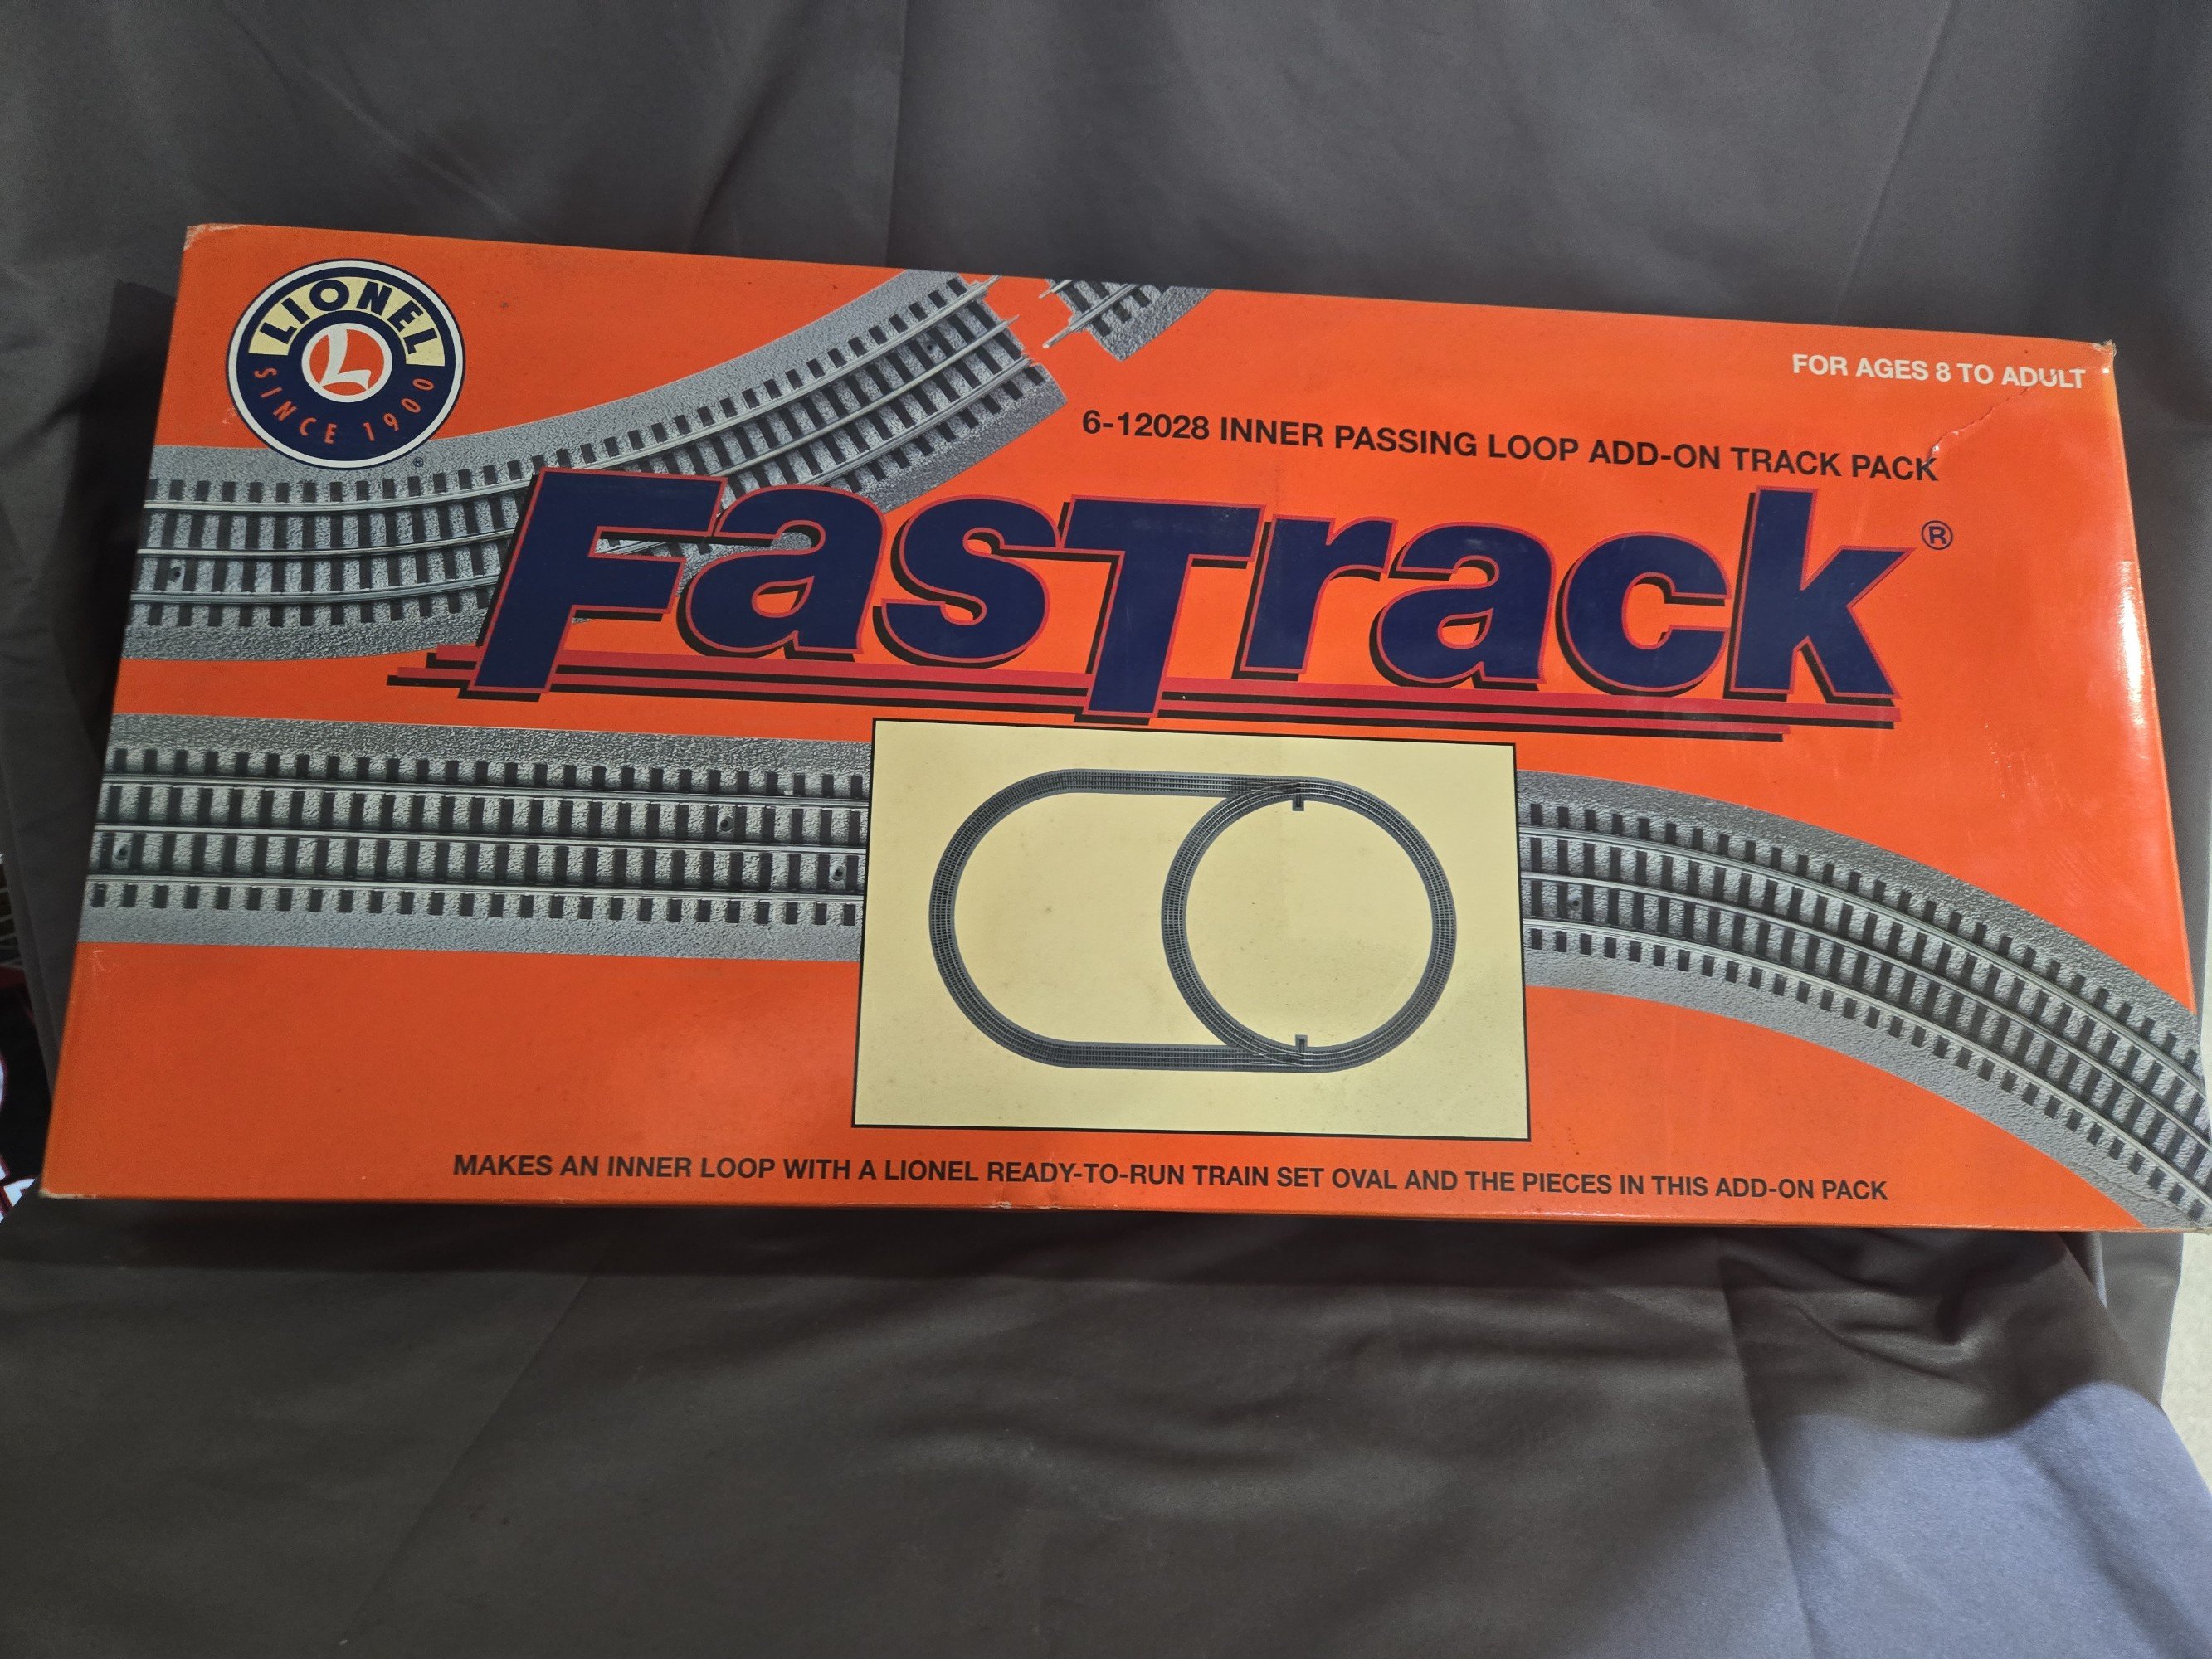 LIONEL
L
SINCE 1900
®
FOR AGES 8 TO ADULT
6-12028 INNER PASSING LOOP ADD-ON TRACK PACK
FasTrack®
MAKES AN INNER LOOP WITH A LIONEL READY-TO-RUN TRAIN SET OVAL AND THE PIECES IN THIS ADD-ON PACK